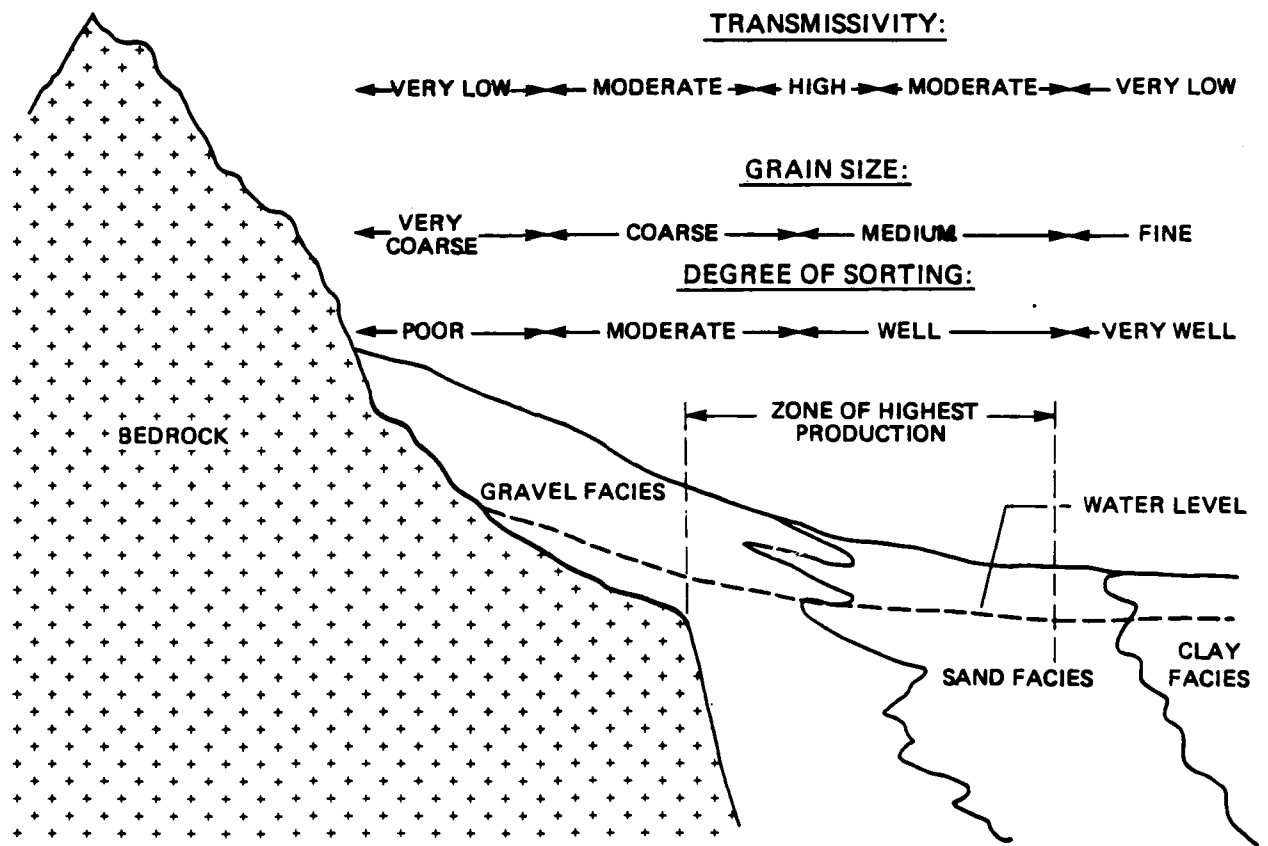 TRANSMISSIVITY:
VERY LOW MODERATE HIGH MODERATE VERY LOW
GRAIN SIZE:
VERY
COARSE COARSE MEDIUM FINE
DEGREE OF SORTING:
POOR MODERATE WELL VERY WELL
ZONE OF HIGHEST
PRODUCTION
BEDROCK
GRAVEL FACIES
WATER LEVEL
SAND FACIES
CLAY
FACIES